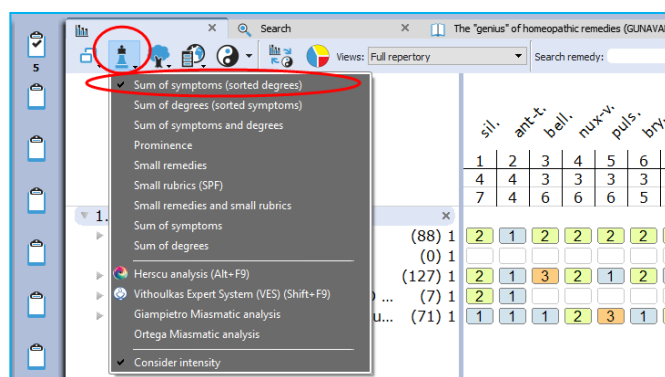 Search
The "genius" of homeopathic remedies (GUNAVA
5
Views: Full repertory
Search remedy:
Sum of symptoms (sorted degrees)
Sum of degrees (sorted symptoms)
Sum of symptoms and degrees
Prominence
Small remedies
Small rubrics (SPF)
Small remedies and small rubrics
Sum of symptoms
Sum of degrees
Herscu analysis (Alt+F9)
Vithoulkas Expert System (VES) (Shift+F9)
Giampietro Miasmatic analysis
Ortega Miasmatic analysis
Consider intensity
sil. ant-t. bell. nux-v. puls. bry.
1 2 3 4 5 6
4 4 3 3 3 3
7 4 6 6 6 5
1.
(88) 1 2 1 2 2 2 2
(0) 1
(127) 1 2 1 3 2 1 2
... (7) 1 2 1
u... (71) 1 1 1 1 2 3 1